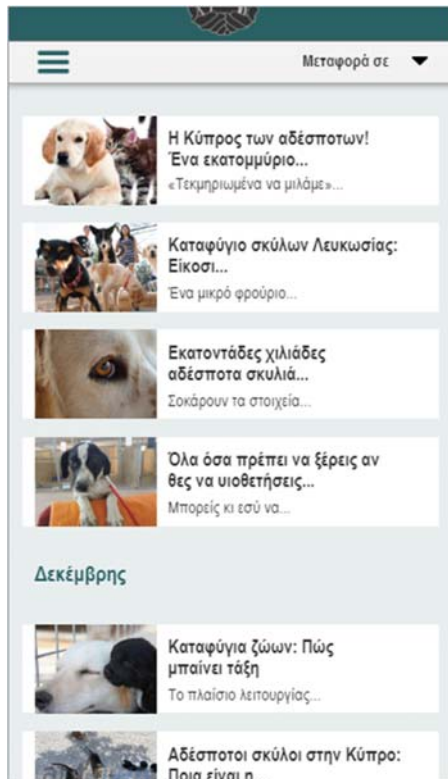 Μεταφορά σε
Η Κύπρος των αδέσποτων!
Ένα εκατομμύριο...
«Τεκμηριωμένα να μιλάμε»...
Καταφύγιο σκύλων Λευκωσίας:
Είκοσι...
Ένα μικρό φρούριο...
Εκατοντάδες χιλιάδες
αδέσποτα σκυλιά...
Σοκάρουν τα στοιχεία...
Όλα όσα πρέπει να ξέρεις αν
θες να υιοθετήσεις...
Μπορείς κι εσύ να...
Δεκέμβρης
Καταφύγια ζώων: Πώς
μπαίνει τάξη
Το πλαίσιο λειτουργίας...
Αδέσποτοι σκύλοι στην Κύπρο:
Ποια είναι η...